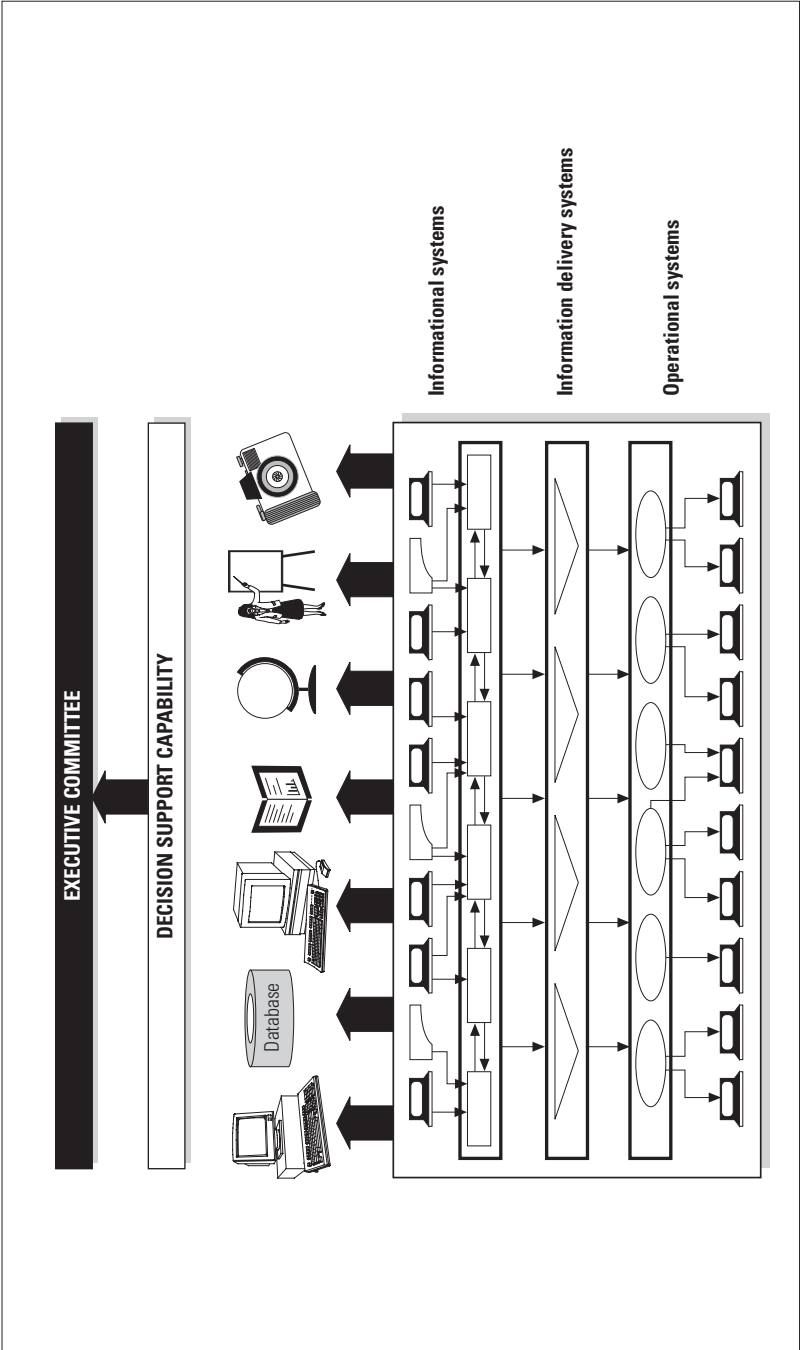 EXECUTIVE COMMITTEE
DECISION SUPPORT CAPABILITY
Database
Informational systems
Information delivery systems
Operational systems